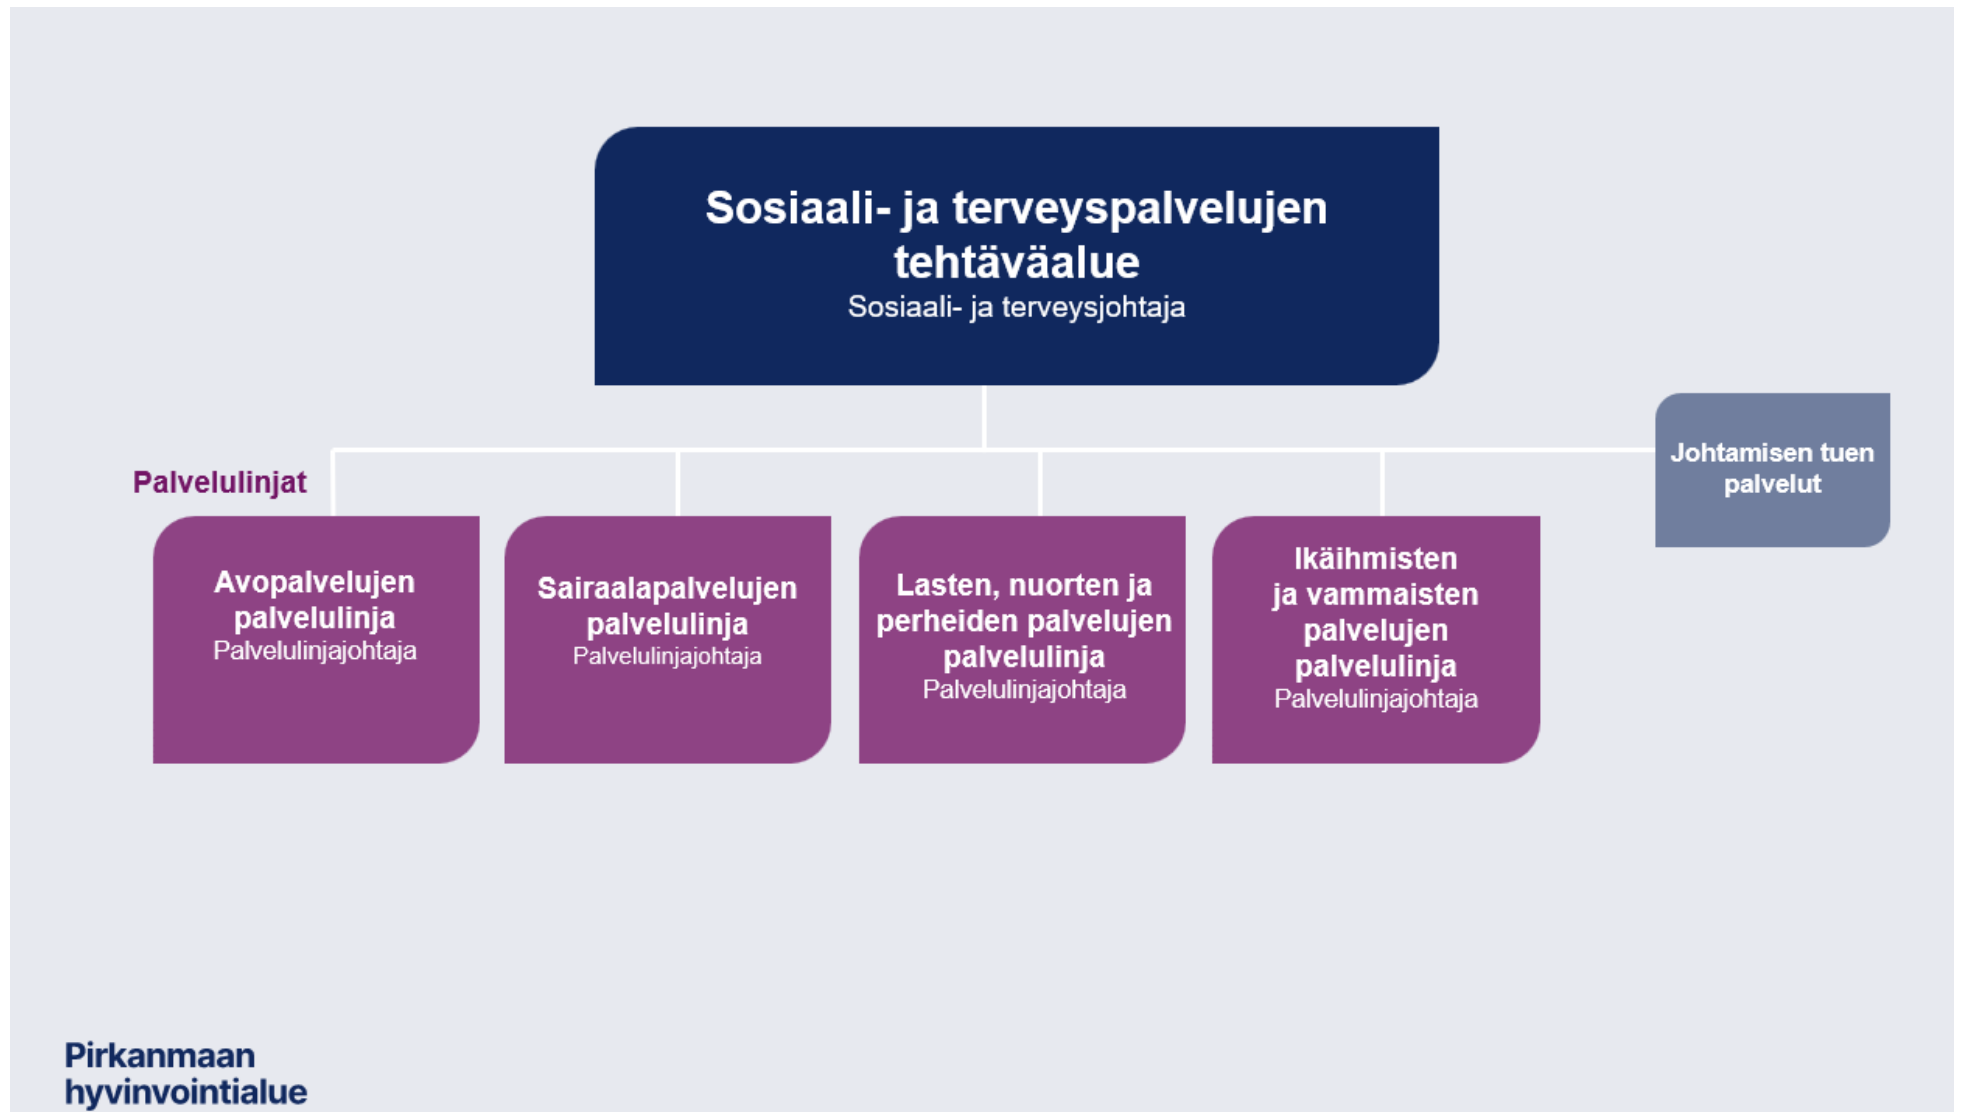 Sosiaali- ja terveyspalvelujen
tehtäväalue
Sosiaali- ja terveysjohtaja
Johtamisen tuen
palvelut
Palvelulinjat
Avopalvelujen
palvelulinja
Palvelulinjajohtaja
Sairaalapalvelujen
palvelulinja
Palvelulinjajohtaja
Lasten, nuorten ja
perheiden palvelujen
palvelulinja
Palvelulinjajohtaja
Ikäihmisten
ja vammaisten
palvelujen
palvelulinja
Palvelulinjajohtaja
Pirkanmaan
hyvinvointialue